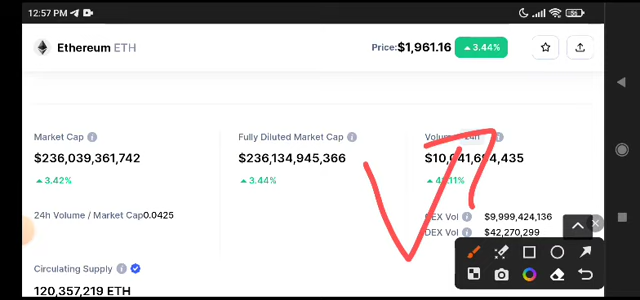 12:57 PM
Ethereum ETH
Price:$1,961.16
3.44%
Market Cap
$236,039,361,742
3.42%
24h Volume / Market Cap0.0425
Circulating Supply
120,357,219 ETH
Fully Diluted Market Cap
$236,134,945,366
3.44%
24h
CEX Vol $9,999,424,136
DEX Vol $42,270,299